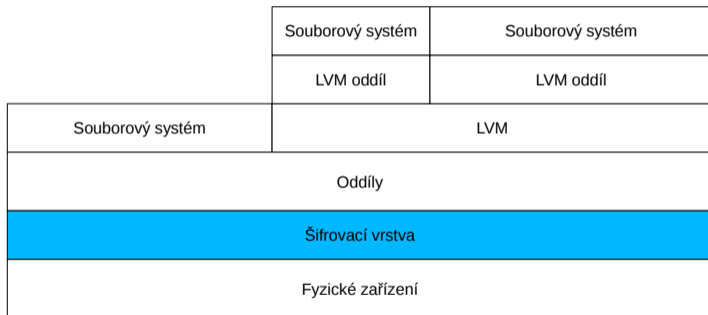 Souborový systém
Souborový systém
LVM oddíl
LVM oddíl
Souborový systém
LVM
Oddíly
Šifrovací vrstva
Fyzické zařízení